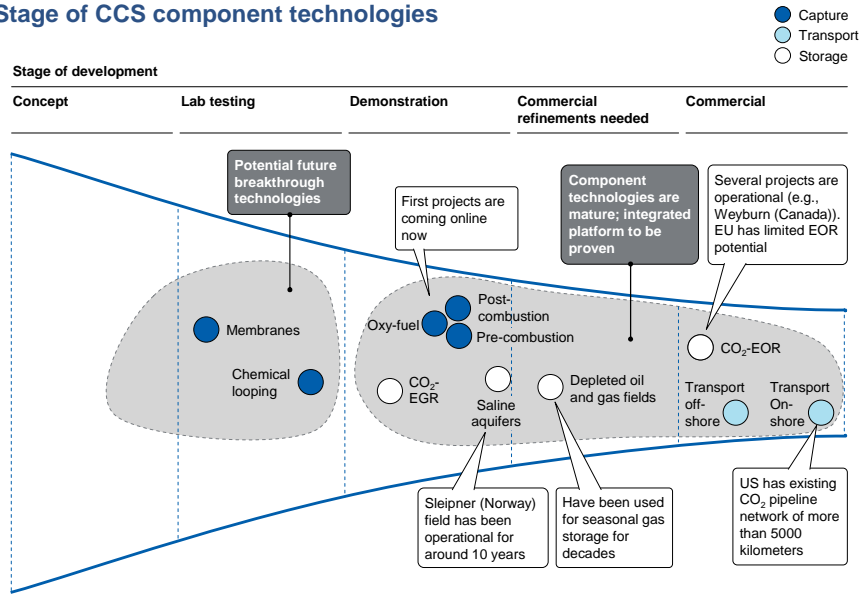 Stage of CCS component technologies
Capture
Transport
Storage
Stage of development
Concept
Lab testing
Demonstration
Commercial
refinements needed
Commercial
Potential future
breakthrough
technologies
First projects are
coming online
now
Component
technologies are
mature; integrated
platform to be
proven
Several projects are
operational (e.g.,
Weyburn (Canada)).
EU has limited EOR
potential
Membranes
Chemical
looping
Oxy-fuel
Post-
combustion
Pre-combustion
CO₂-
EGR
Saline
aquifers
Depleted oil
and gas fields
CO₂-EOR
Transport
off-
shore
Transport
On-
shore
Sleipner (Norway)
field has been
operational for
around 10 years
Have been used
for seasonal gas
storage for
decades
US has existing
CO₂ pipeline
network of more
than 5000
kilometers